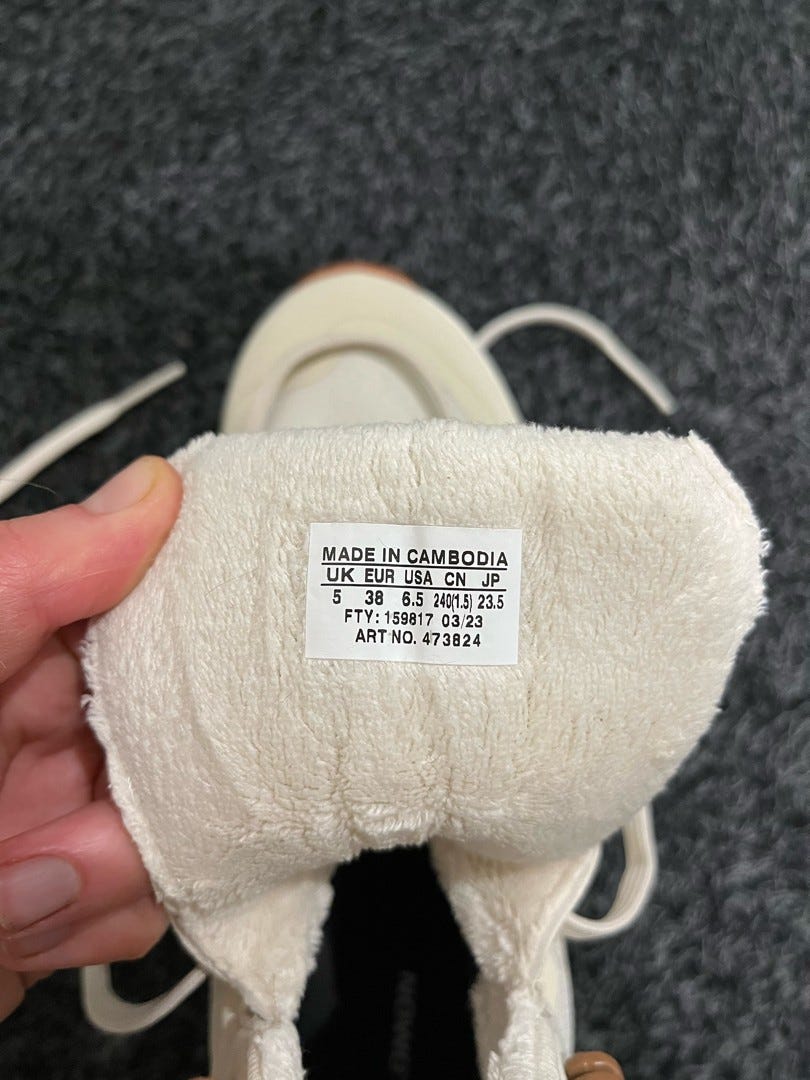 MADE IN CAMBODIA
UK EUR USA CN JP
5 38 6.5 240(1.5) 23.5
FTY: 159817 03/23
ART NO. 473824